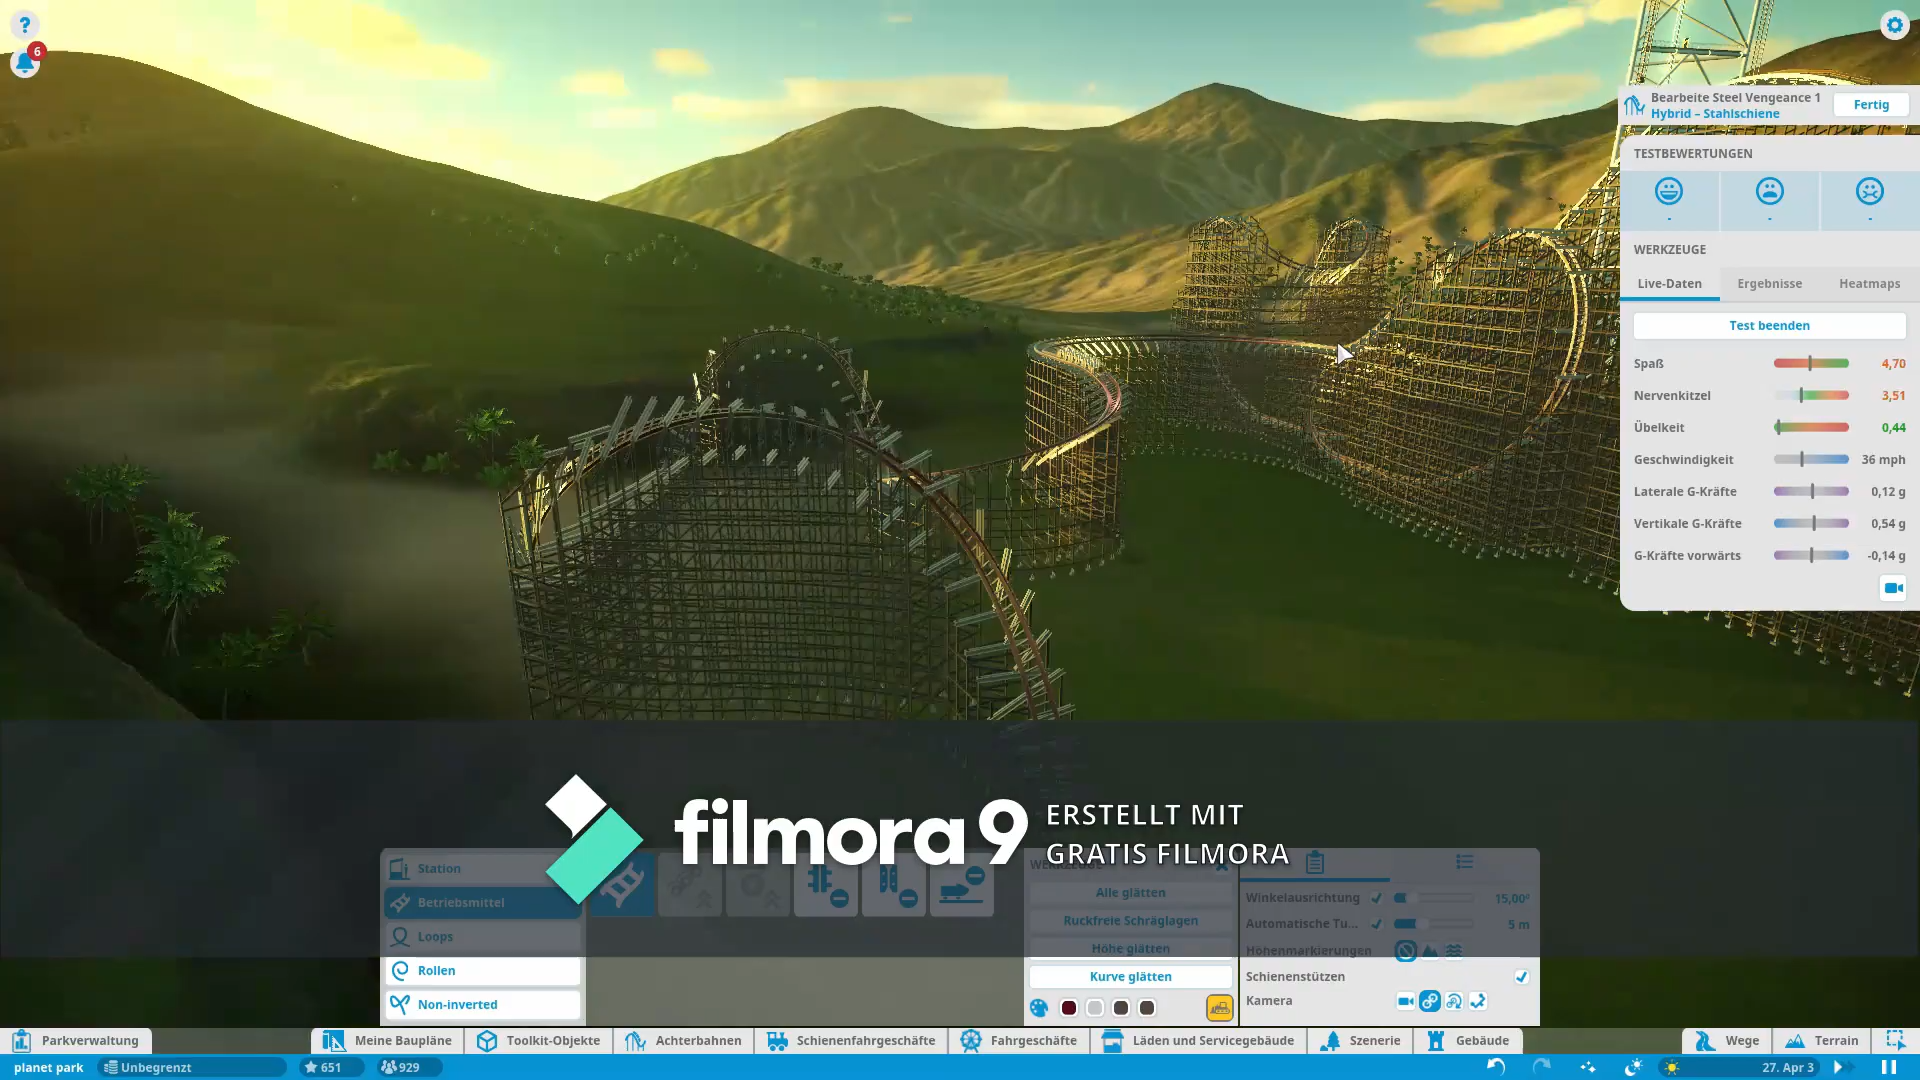 ?
6
Bearbeite Steel Vengeance 1
Hybrid – Stahlschiene
Fertig
TESTBEWERTUNGEN
- - -
WERKZEUGE
Live-Daten Ergebnisse Heatmaps
Test beenden
Spaß 4,70
Nervenkitzel 3,51
Übelkeit 0,44
Geschwindigkeit 36 mph
Laterale G-Kräfte 0,12 g
Vertikale G-Kräfte 0,54 g
G-Kräfte vorwärts -0,14 g
filmora 9
ERSTELLT MIT
GRATIS FILMORA
Station
Betriebsmittel
Loops
Rollen
Non-inverted
Alle glätten
Ruckfreie Schräglagen
Höhe glätten
Kurve glätten
Winkelausrichtung 15,00°
Automatische Tu... 5 m
Höhenmarkierungen
Schienenstützen
Kamera
Parkverwaltung
Meine Baupläne
Toolkit-Objekte
Achterbahnen
Schienenfahrgeschäfte
Fahrgeschäfte
Läden und Servicegebäude
Szenerie
Gebäude
Wege
Terrain
planet park
Unbegrenzt
651
929
27. Apr 3